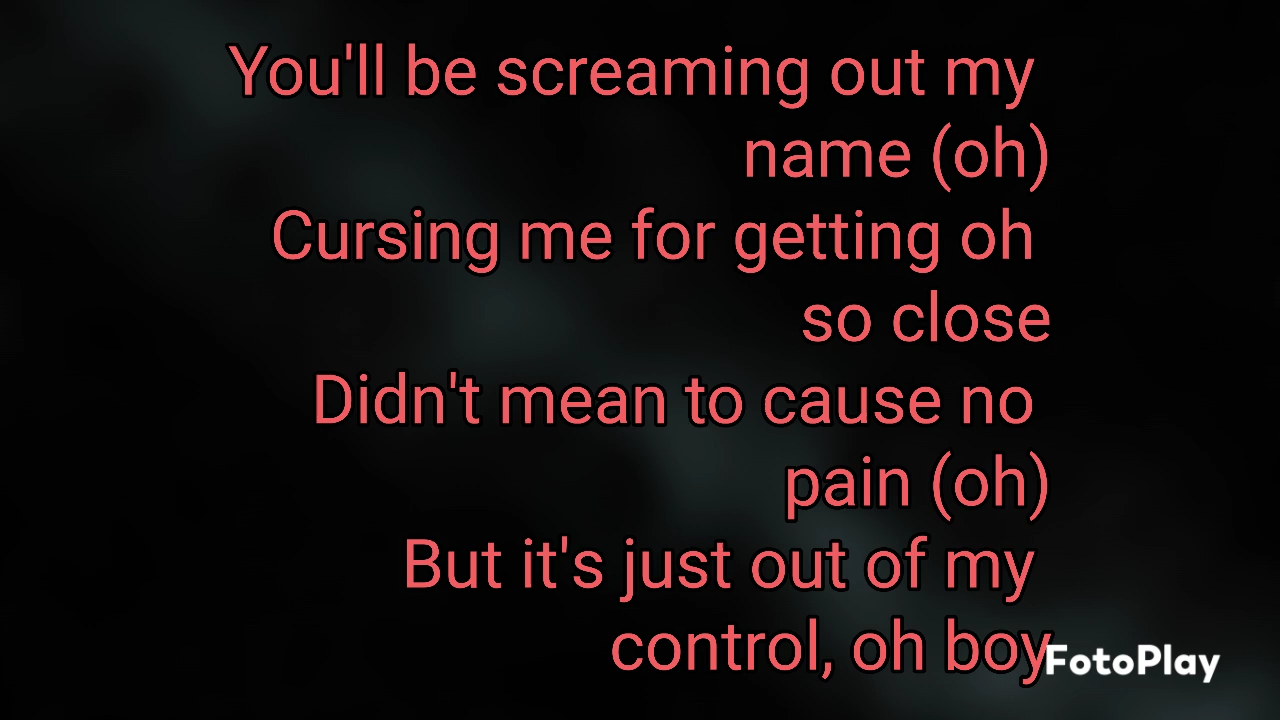 You'll be screaming out my
name (oh)
Cursing me for getting oh
so close
Didn't mean to cause no
pain (oh)
But it's just out of my
control, oh boy
FotoPlay